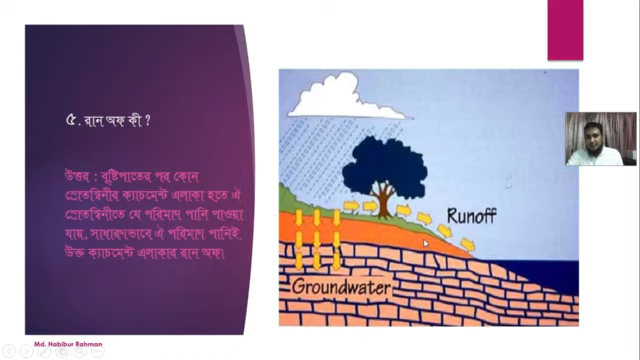 ৫. রান অফ কী ?
উত্তর : বৃষ্টিপাতের পর কোন
স্রোতস্বিনীর ক্যাচমেন্ট এলাকা হতে ঐ
স্রোতস্বিনীতে যে পরিমাণ পানি পাওয়া
যায়, সাধারণভাবে ঐ পরিমাণ পানিই
উক্ত ক্যাচমেন্ট এলাকার রান অফ।
Runoff
Groundwater
Md. Habibur Rahman